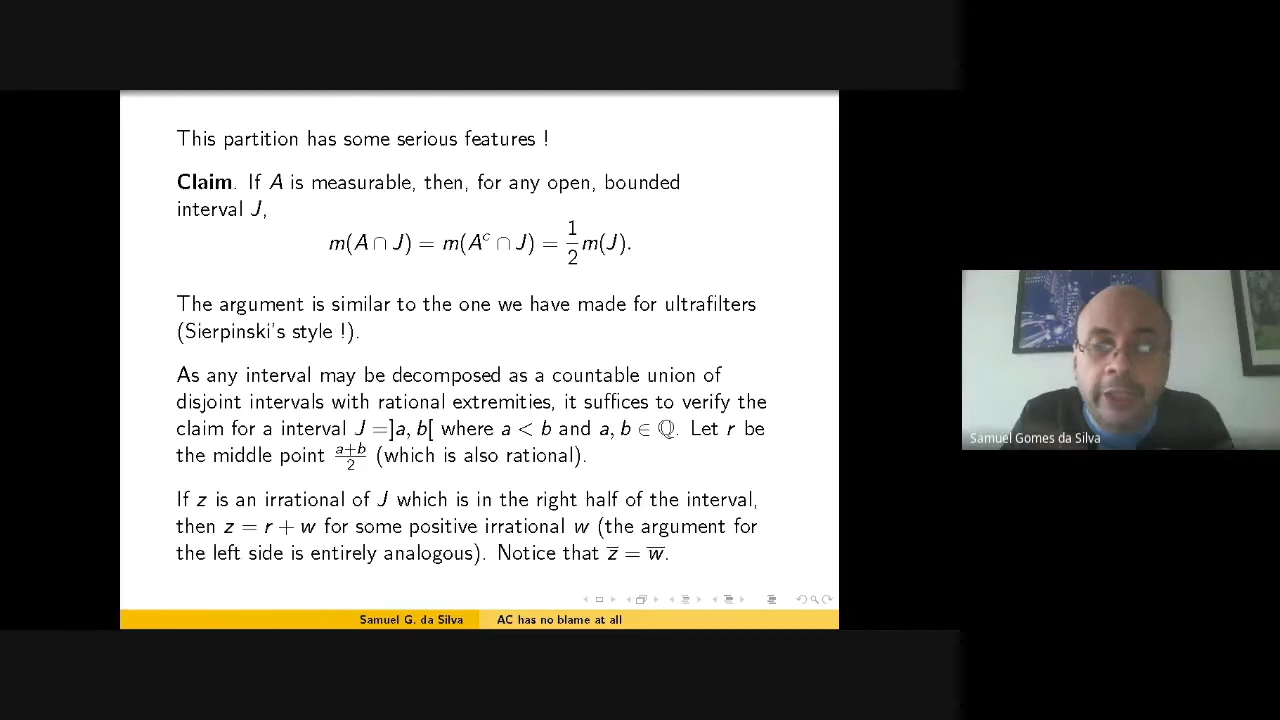 This partition has some serious features !
Claim. If A is measurable, then, for any open, bounded
interval J,
m(A ∩ J) = m(Aᶜ ∩ J) = 1/2 m(J).
The argument is similar to the one we have made for ultrafilters
(Sierpinski's style !).
As any interval may be decomposed as a countable union of
disjoint intervals with rational extremities, it suffices to verify the
claim for a interval J =]a, b[ where a < b and a, b ∈ ℚ. Let r be
the middle point (a+b)/2 (which is also rational).
If z is an irrational of J which is in the right half of the interval,
then z = r + w for some positive irrational w (the argument for
the left side is entirely analogous). Notice that z̅ = w̅.
Samuel G. da Silva AC has no blame at all
Samuel Gomes da Silva